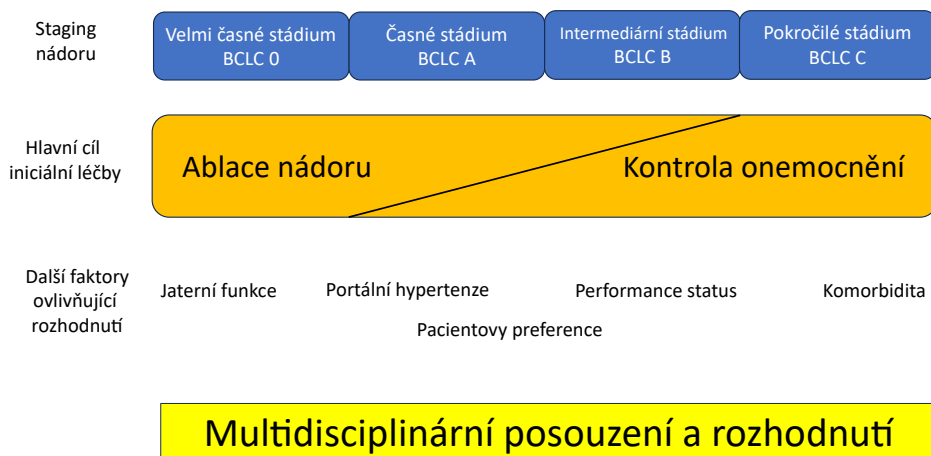 Staging
nádoru
Velmi časné stádium
BCLC 0
Časné stádium
BCLC A
Intermediární stádium
BCLC B
Pokročilé stádium
BCLC C
Hlavní cíl
iniciální léčby
Ablace nádoru
Kontrola onemocnění
Další faktory
ovlivňující
rozhodnutí
Jaterní funkce
Portální hypertenze
Performance status
Komorbidita
Pacientovy preference
Multidisciplinární posouzení a rozhodnutí